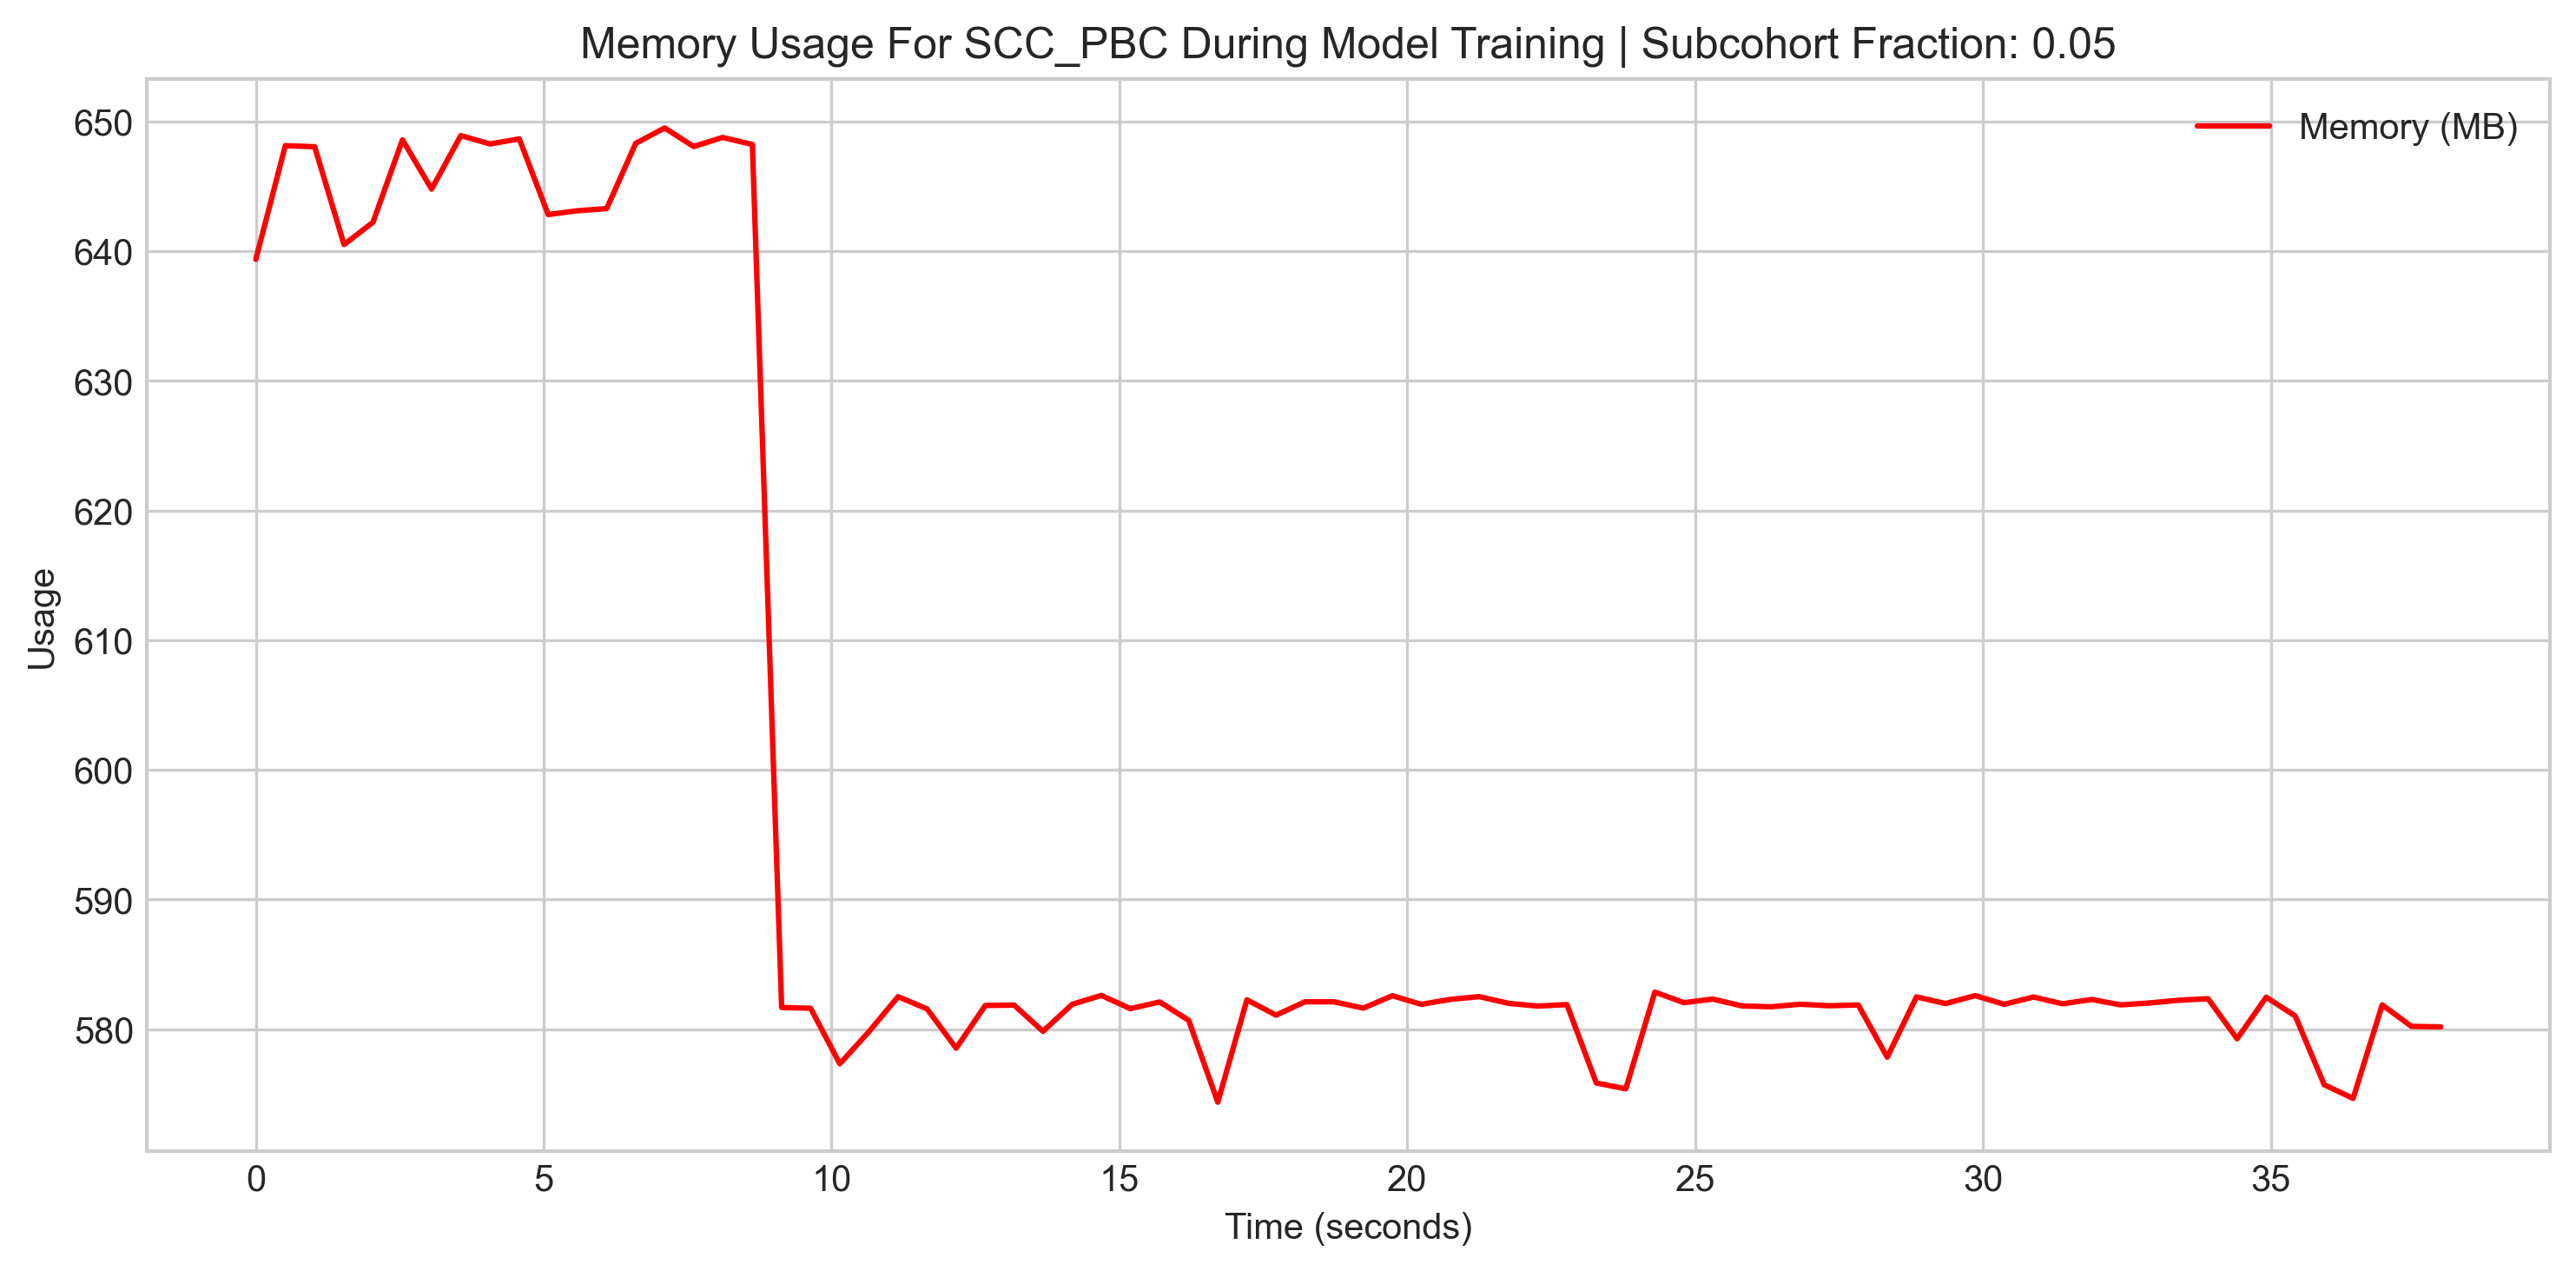 Memory Usage For SCC_PBC During Model Training | Subcohort Fraction: 0.05
Memory (MB)
650
640
630
620
610
600
590
580
Usage
0 5 10 15 20 25 30 35
Time (seconds)